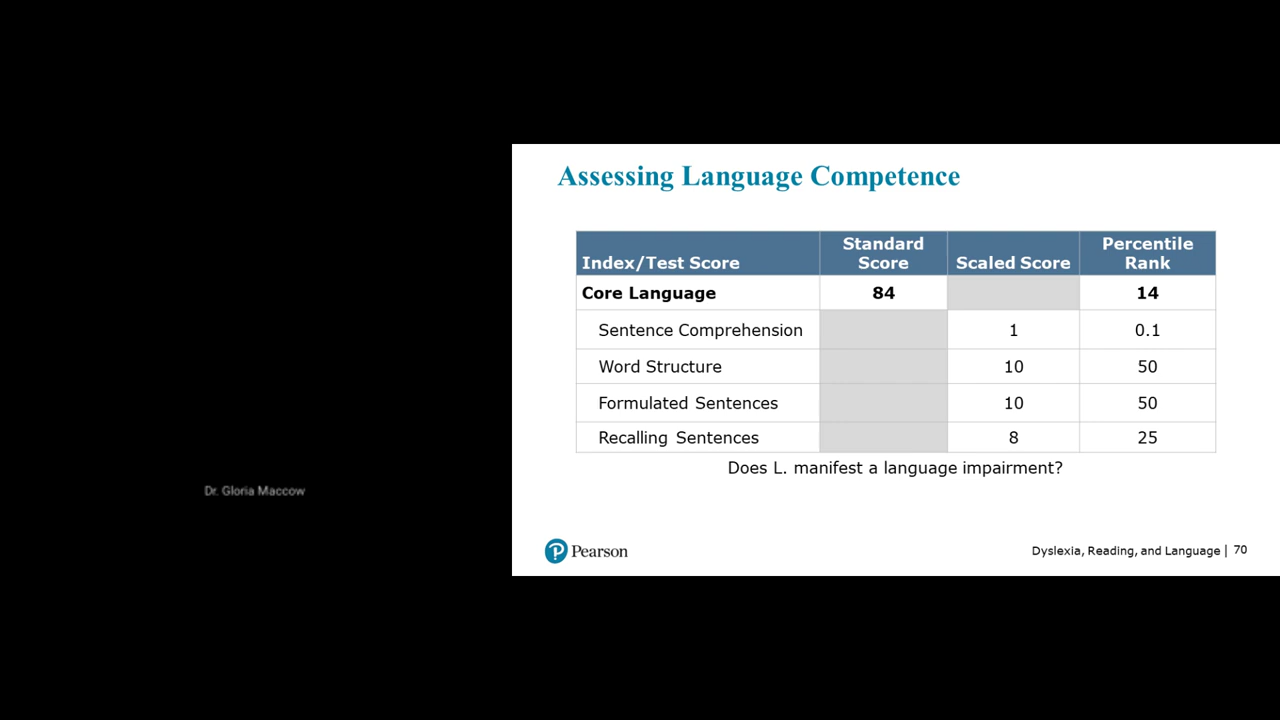 Assessing Language Competence
Index/Test Score Standard Score Scaled Score Percentile Rank
Core Language 84 14
Sentence Comprehension 1 0.1
Word Structure 10 50
Formulated Sentences 10 50
Recalling Sentences 8 25
Does L. manifest a language impairment?
Dr. Gloria Maccow
Pearson
Dyslexia, Reading, and Language | 70